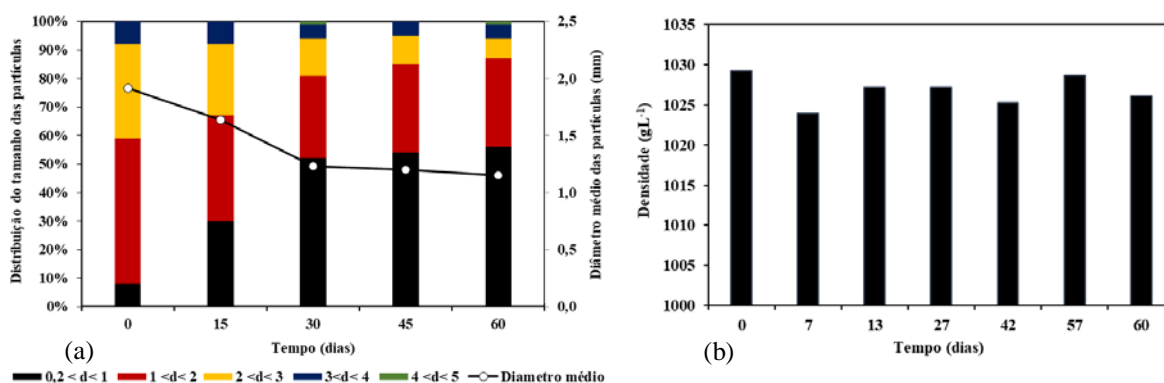 Distribuição do tamanho das partículas
100%
90%
80%
70%
60%
50%
40%
30%
20%
10%
0%
2,5
2,0
1,5
1,0
0,5
0,0
Diâmetro médio das partículas (mm)
0 15 30 45 60
Tempo (dias)
(a)
0,2 < d< 1 1 <d< 2 2 <d< 3 3<d< 4 4 <d< 5 Diametro médio
Densidade (gL-1)
1035
1030
1025
1020
1015
1010
1005
1000
0 7 13 27 42 57 60
Tempo (dias)
(b)